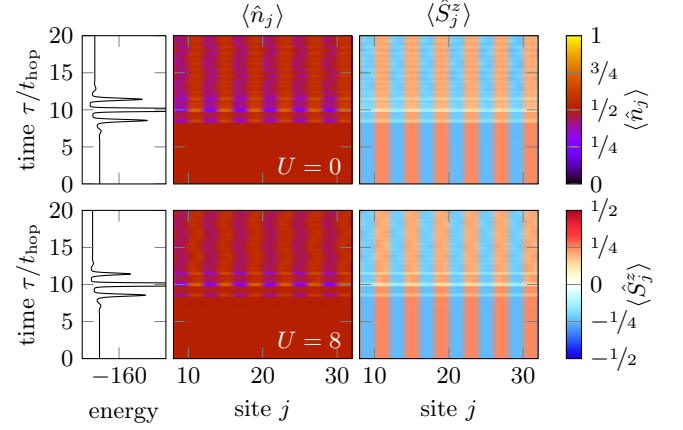 ⟨n̂_j⟩
⟨Ŝ^z_j⟩
time τ/t_hop
20
15
10
5
0
U = 0
1
3/4
1/2
1/4
0
⟨n̂_j⟩
time τ/t_hop
20
15
10
5
0
U = 8
1/2
1/4
0
−1/4
−1/2
⟨Ŝ^z_j⟩
−160
10
20
30
10
20
30
energy
site j
site j